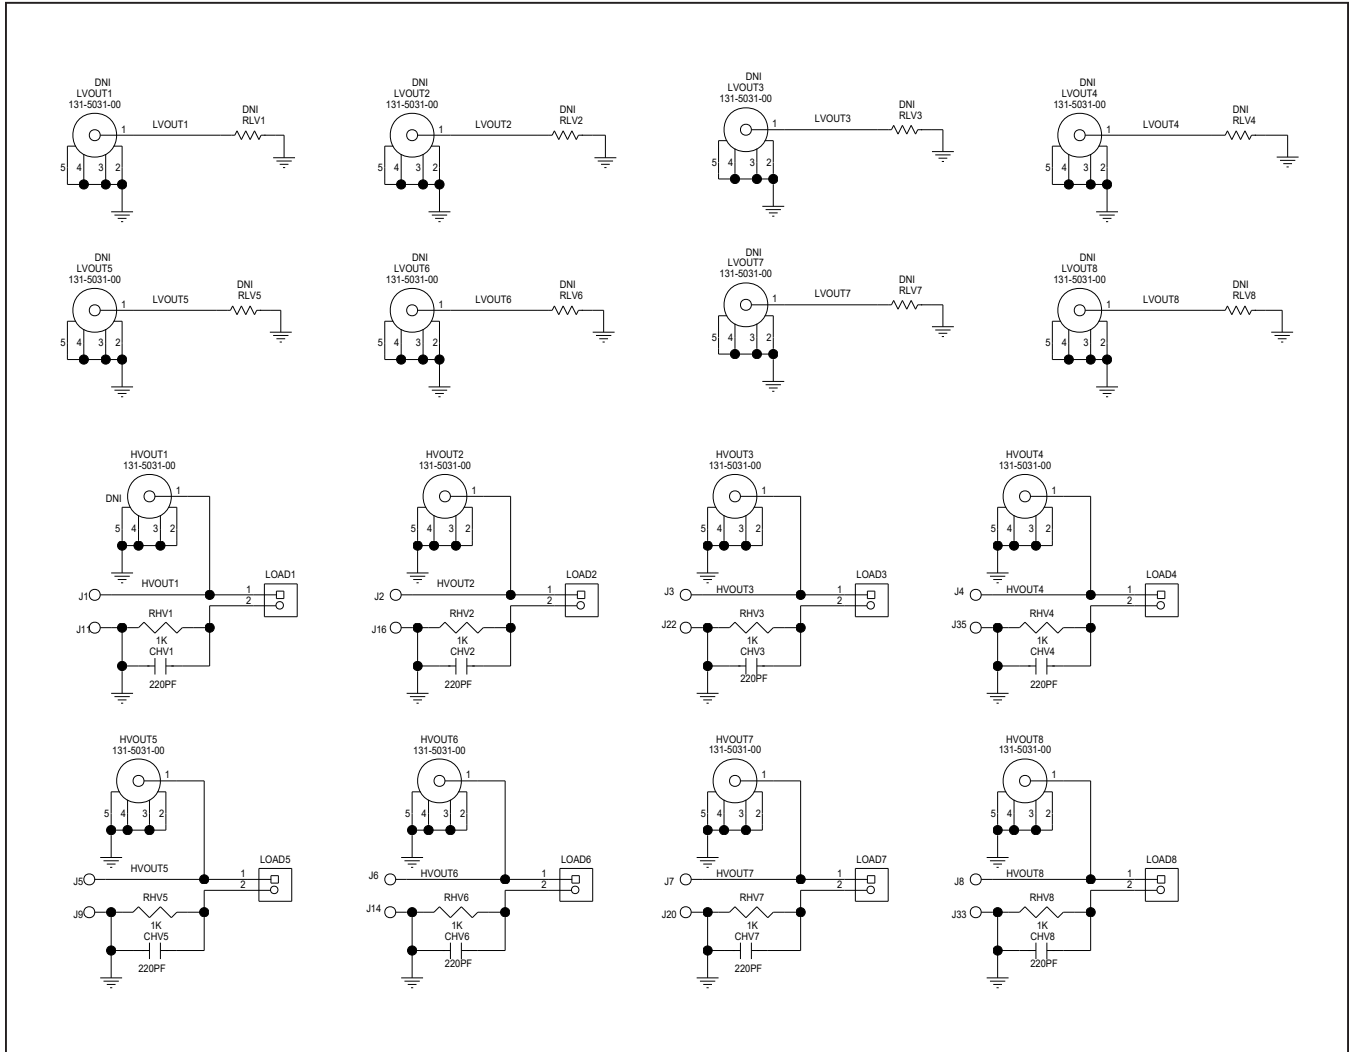 DNI
LVOUT1
131-5031-00
1
LVOUT1
DNI
RLV1
5 4 3 2
DNI
LVOUT2
131-5031-00
1
LVOUT2
DNI
RLV2
5 4 3 2
DNI
LVOUT3
131-5031-00
1
LVOUT3
DNI
RLV3
5 4 3 2
DNI
LVOUT4
131-5031-00
1
LVOUT4
DNI
RLV4
5 4 3 2
DNI
LVOUT5
131-5031-00
1
LVOUT5
DNI
RLV5
5 4 3 2
DNI
LVOUT6
131-5031-00
1
LVOUT6
DNI
RLV6
5 4 3 2
DNI
LVOUT7
131-5031-00
1
LVOUT7
DNI
RLV7
5 4 3 2
DNI
LVOUT8
131-5031-00
1
LVOUT8
DNI
RLV8
5 4 3 2
HVOUT1
131-5031-00
1
DNI
5 4 3 2
LOAD1
J1
HVOUT1
1
2
J11
RHV1
1K
CHV1
220PF
HVOUT2
131-5031-00
1
5 4 3 2
LOAD2
J2
HVOUT2
1
2
J16
RHV2
1K
CHV2
220PF
HVOUT3
131-5031-00
1
5 4 3 2
LOAD3
J3
HVOUT3
1
2
J22
RHV3
1K
CHV3
220PF
HVOUT4
131-5031-00
1
5 4 3 2
LOAD4
J4
HVOUT4
1
2
J35
RHV4
1K
CHV4
220PF
HVOUT5
131-5031-00
1
5 4 3 2
LOAD5
J5
HVOUT5
1
2
J9
RHV5
1K
CHV5
220PF
HVOUT6
131-5031-00
1
5 4 3 2
LOAD6
J6
HVOUT6
1
2
J14
RHV6
1K
CHV6
220PF
HVOUT7
131-5031-00
1
5 4 3 2
LOAD7
J7
HVOUT7
1
2
J20
RHV7
1K
CHV7
220PF
HVOUT8
131-5031-00
1
5 4 3 2
LOAD8
J8
HVOUT8
1
2
J33
RHV8
1K
CHV8
220PF